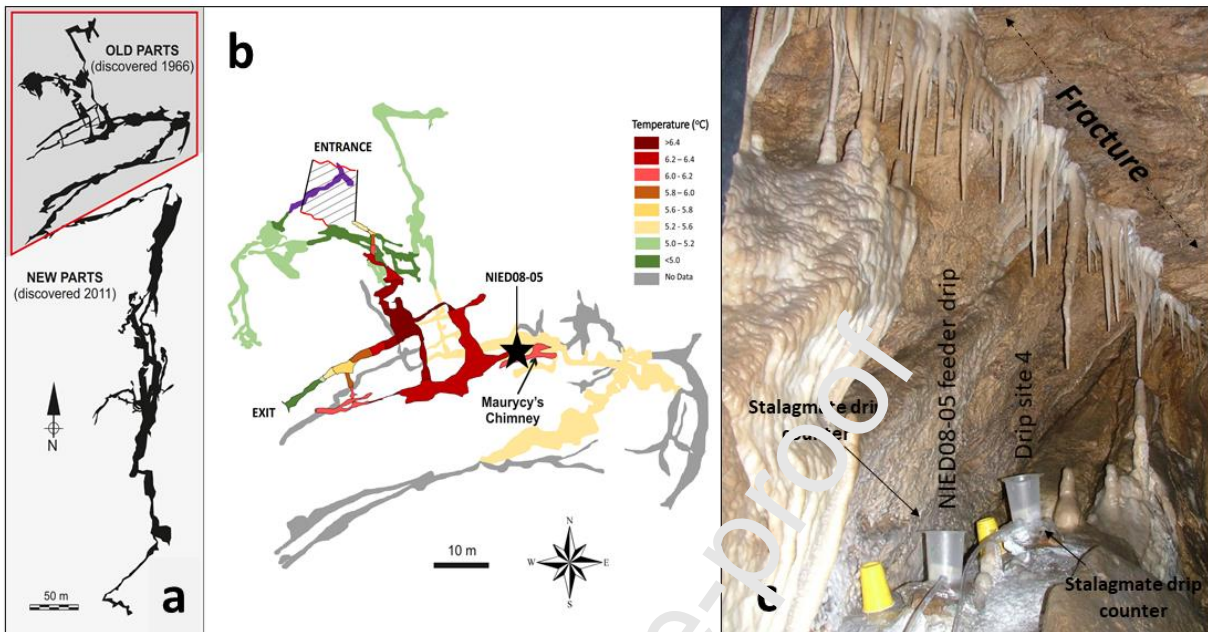 OLD PARTS
(discovered 1966)
NEW PARTS
(discovered 2011)
N
50 m
a
b
ENTRANCE
Temperature (°C)
>6.4
6.2 – 6.4
6.0 - 6.2
5.8 – 6.0
5.6 - 5.8
5.2 - 5.6
5.0 – 5.2
<5.0
No Data
NIED08-05
EXIT
Maurycy's
Chimney
10 m
N
W
E
S
Fracture
Stalagmate drip
counter
NIED08-05 feeder drip
Drip site 4
Stalagmate drip
counter
c
e-proof